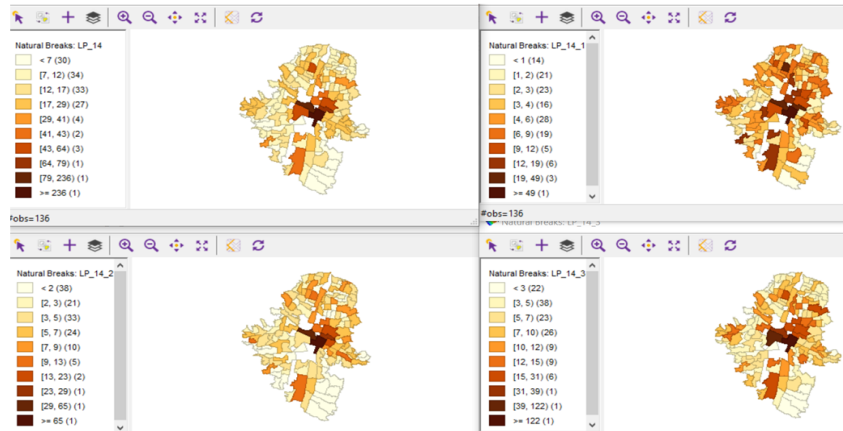 Natural Breaks: LP_14
< 7 (30)
[7, 12) (34)
[12, 17) (33)
[17, 29) (27)
[29, 41) (4)
[41, 43) (2)
[43, 64) (3)
[64, 79) (1)
[79, 236) (1)
>= 236 (1)
#obs=136
Natural Breaks: LP_14_1
< 1 (14)
[1, 2) (21)
[2, 3) (23)
[3, 4) (16)
[4, 6) (28)
[6, 9) (19)
[9, 12) (5)
[12, 19) (6)
[19, 49) (3)
>= 49 (1)
#obs=136
Natural Breaks: LP_14_3
Natural Breaks: LP_14_2
< 2 (38)
[2, 3) (21)
[3, 5) (33)
[5, 7) (24)
[7, 9) (10)
[9, 13) (5)
[13, 23) (2)
[23, 29) (1)
[29, 65) (1)
>= 65 (1)
Natural Breaks: LP_14_3
< 3 (22)
[3, 5) (38)
[5, 7) (23)
[7, 10) (26)
[10, 12) (9)
[12, 15) (9)
[15, 31) (6)
[31, 39) (1)
[39, 122) (1)
>= 122 (1)